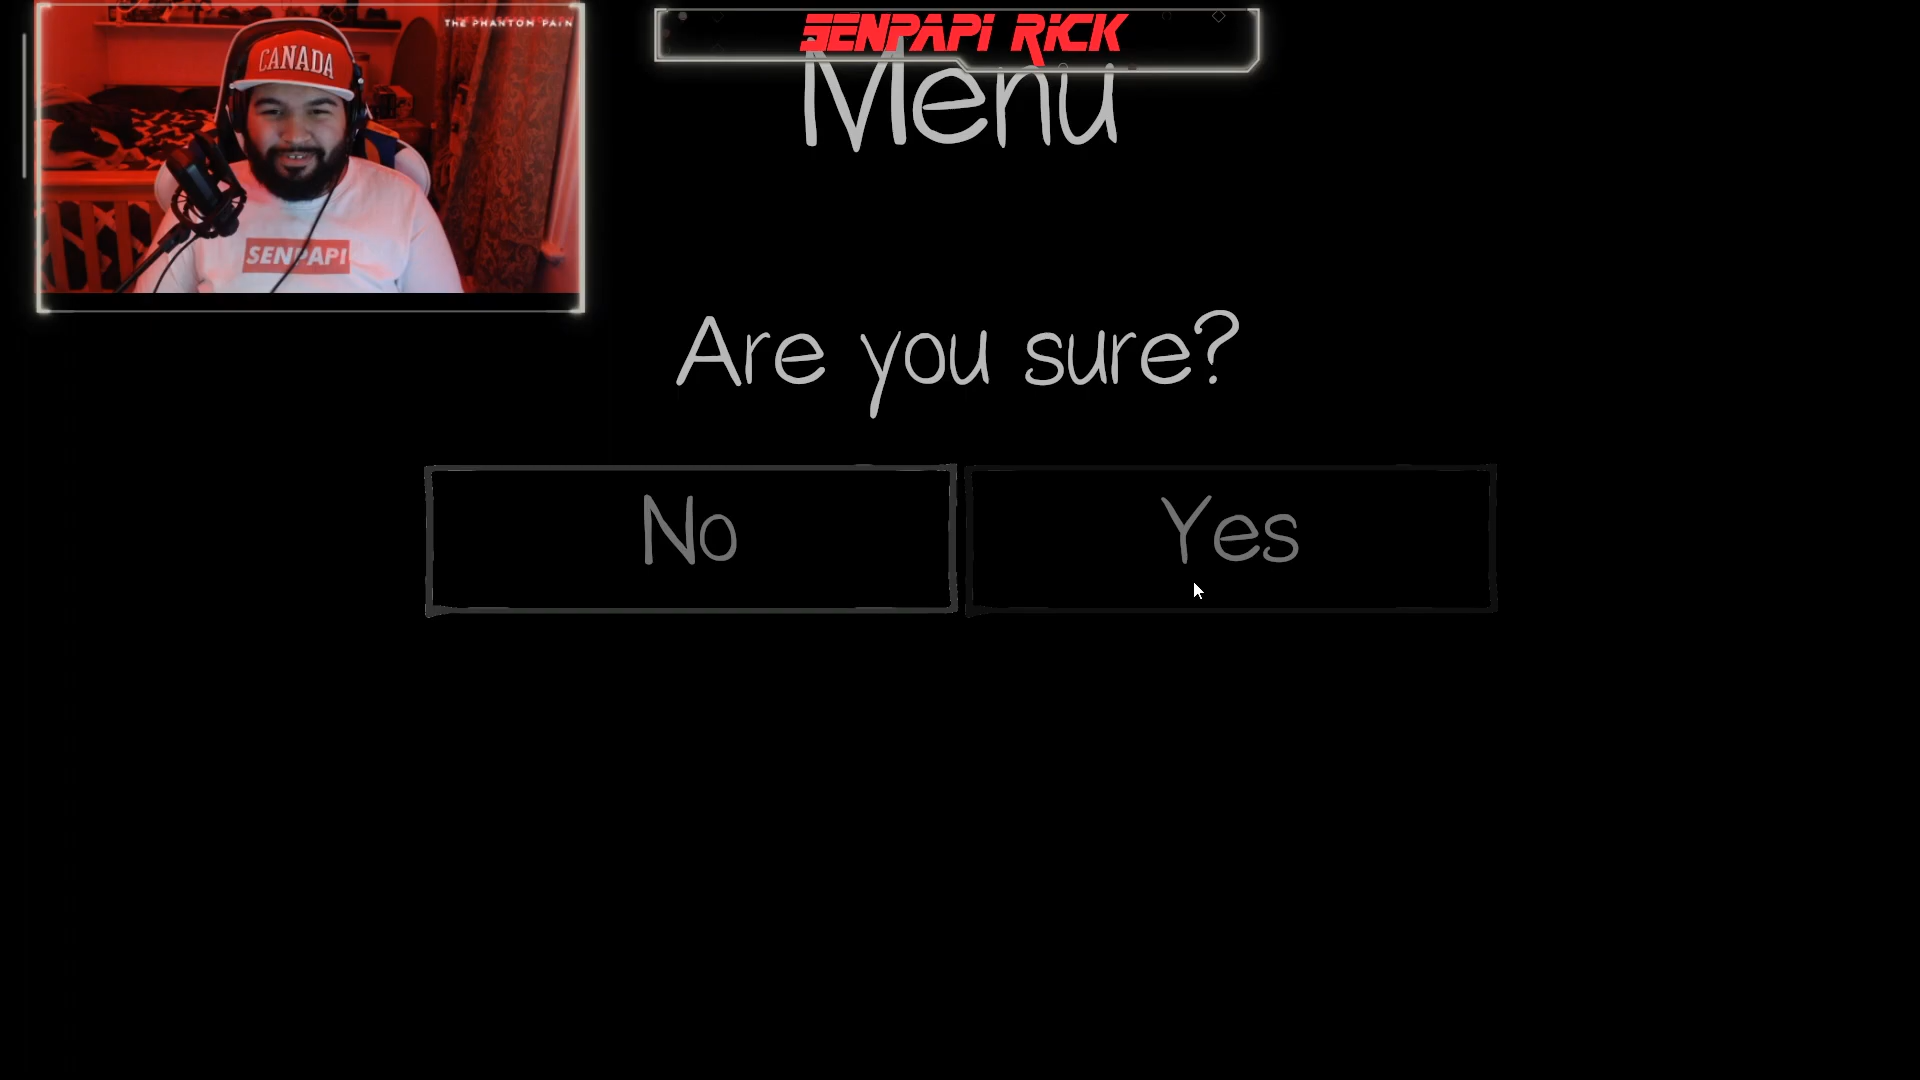 THE PHANTOM PAIN
CANADA
SENPAPI
SENPAPI RICK
Menu
Are you sure?
No
Yes